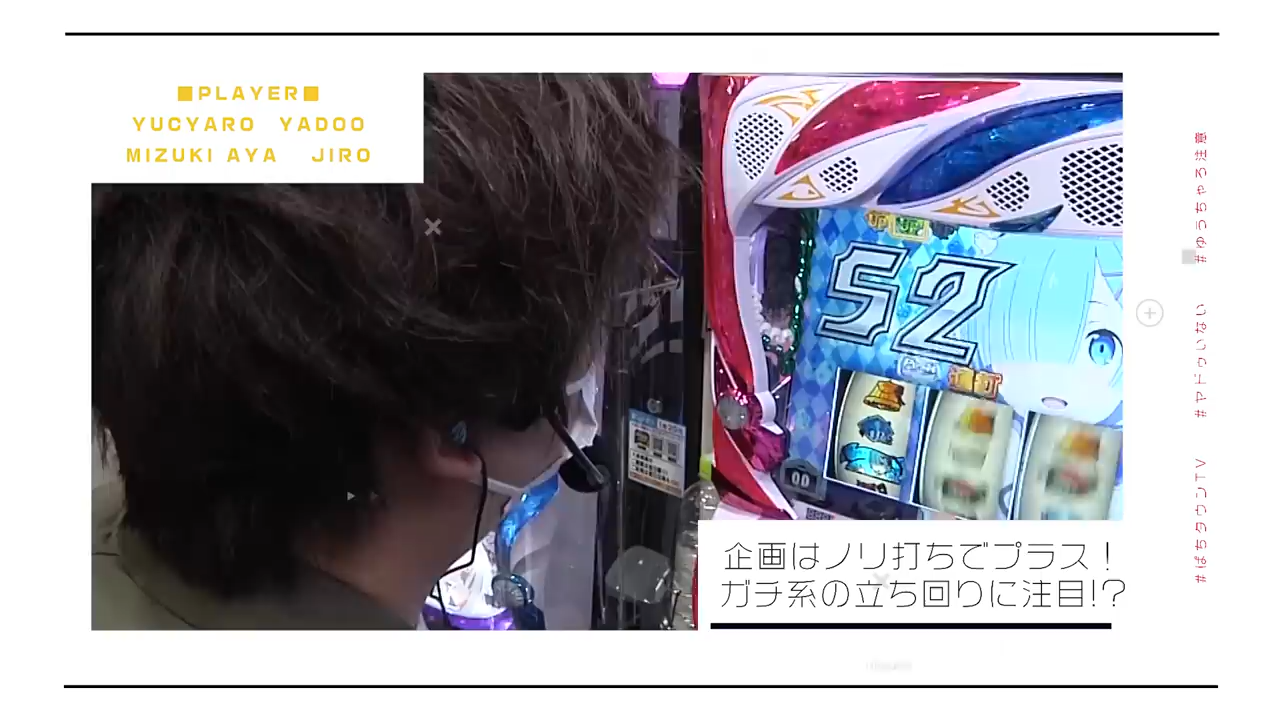 ■PLAYER■
YUCYARO YADOO
MIZUKI AYA JIRO
52
00
企画はノリ打ちでプラス！
ガチ系の立ち回りに注目!?
#ゆうちゃろ注意
#ヤドゥいない
#ぱちタウンTV